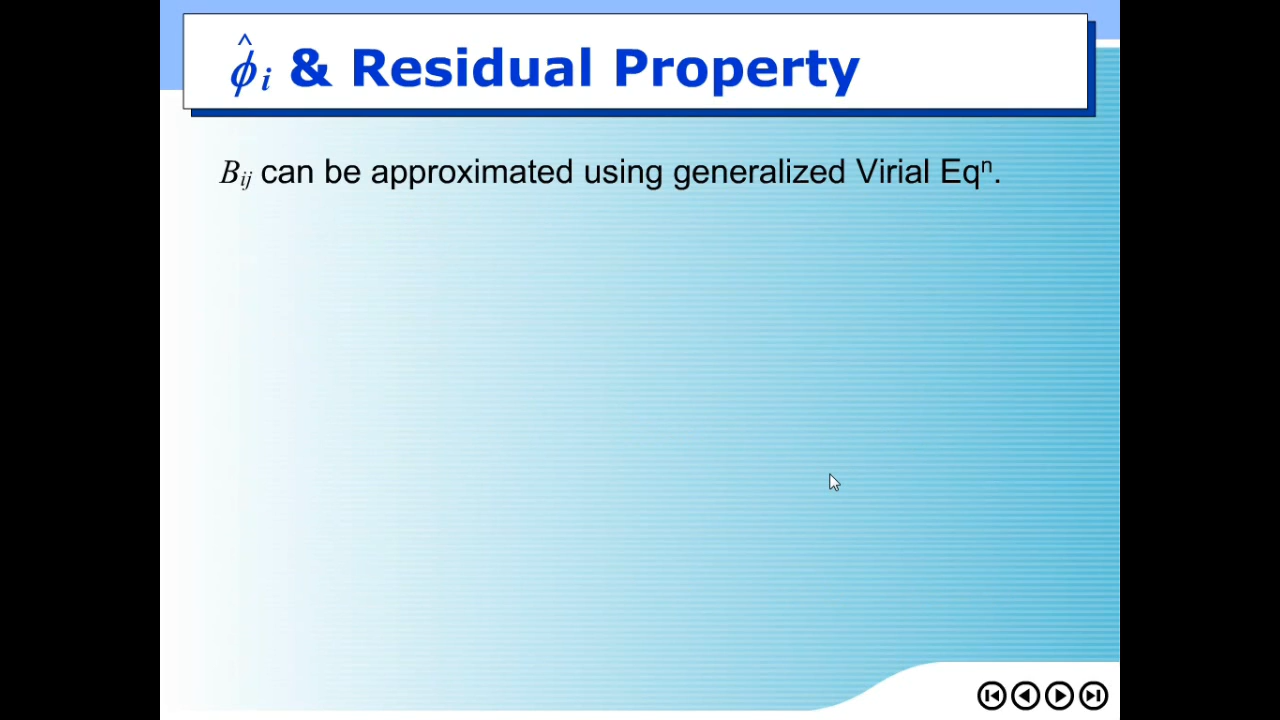 ϕ̂ᵢ & Residual Property
Bᵢⱼ can be approximated using generalized Virial Eqⁿ.